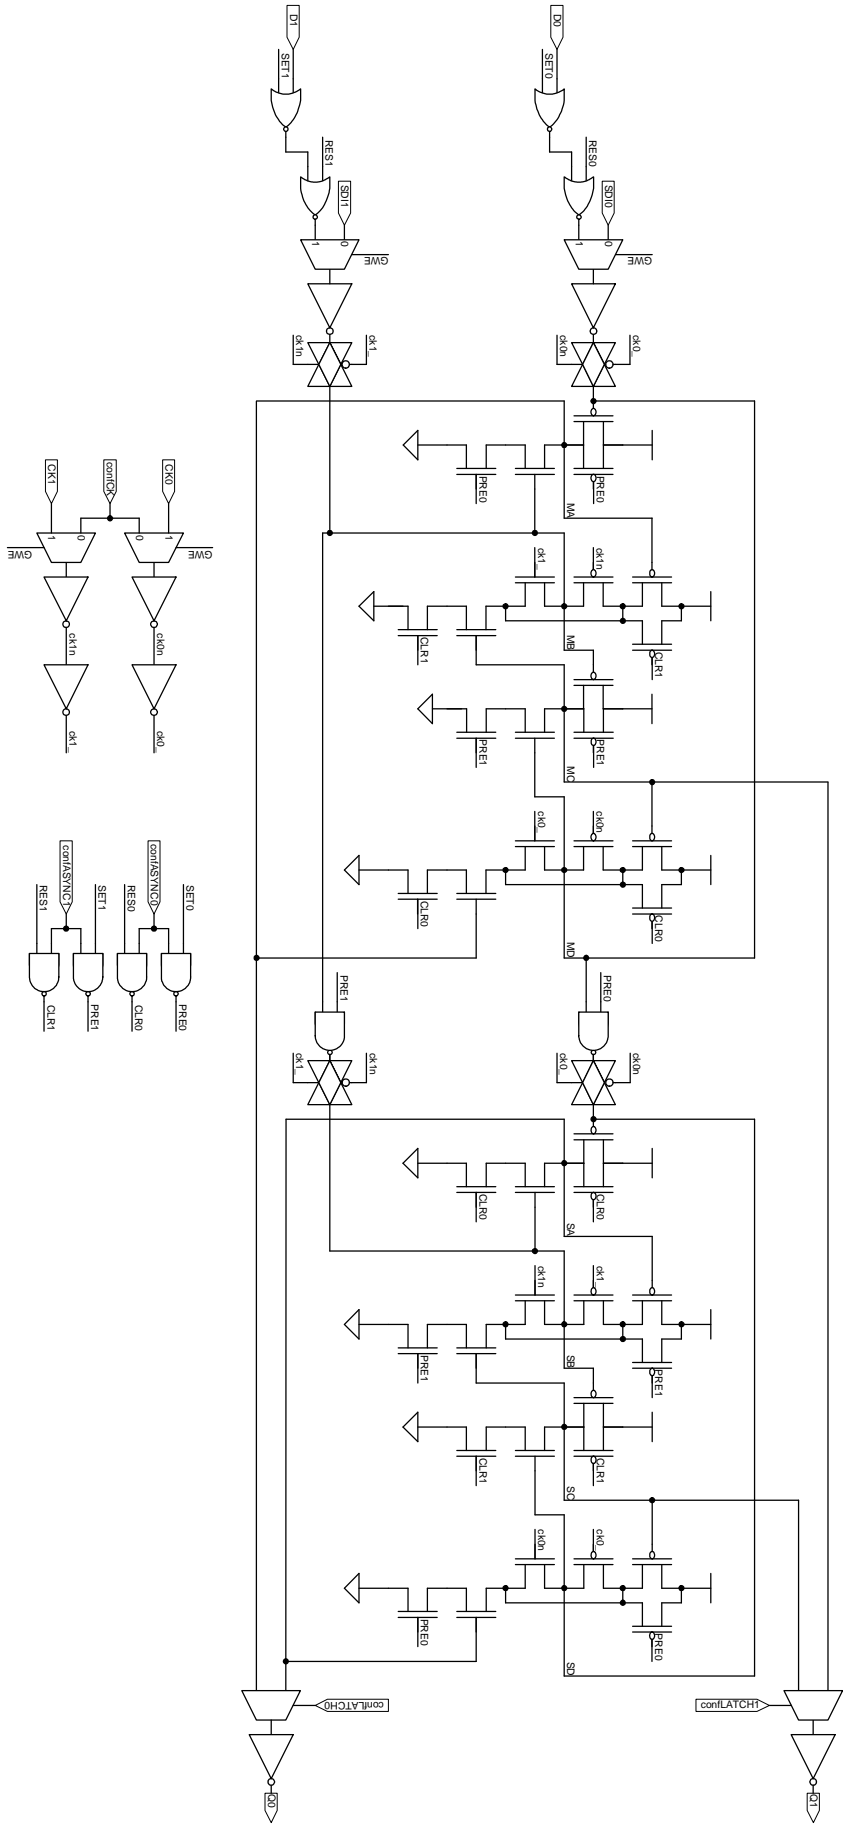 D1
D0
SET1
SET0
RES1
RES0
SDI1
SDI0
1
0
GWE
1
0
GWE
ck1n
ck1_
ck0n
ck0_
PRE0
MA
ck1_
ck1n
CLR1
MB
CLR1
PRE1
PRE1
MC
ck0_
ck0n
CLR0
CLR0
MD
PRE0
CK1
confCK
CK0
1
0
0
1
GWE
GWE
ck1n
ck0n
ck1_
ck0_
confASYNC1
confASYNC0
RES1
SET1
RES0
SET0
CLR1
PRE1
CLR0
PRE0
PRE1
PRE0
ck1_
ck1n
ck0_
ck0n
CLR0
CLR0
SA
ck1n
ck1_
PRE1
PRE1
SB
CLR1
CLR1
SC
ck0n
ck0_
PRE0
PRE0
SD
confLATCH0
confLATCH1
Q0
Q1